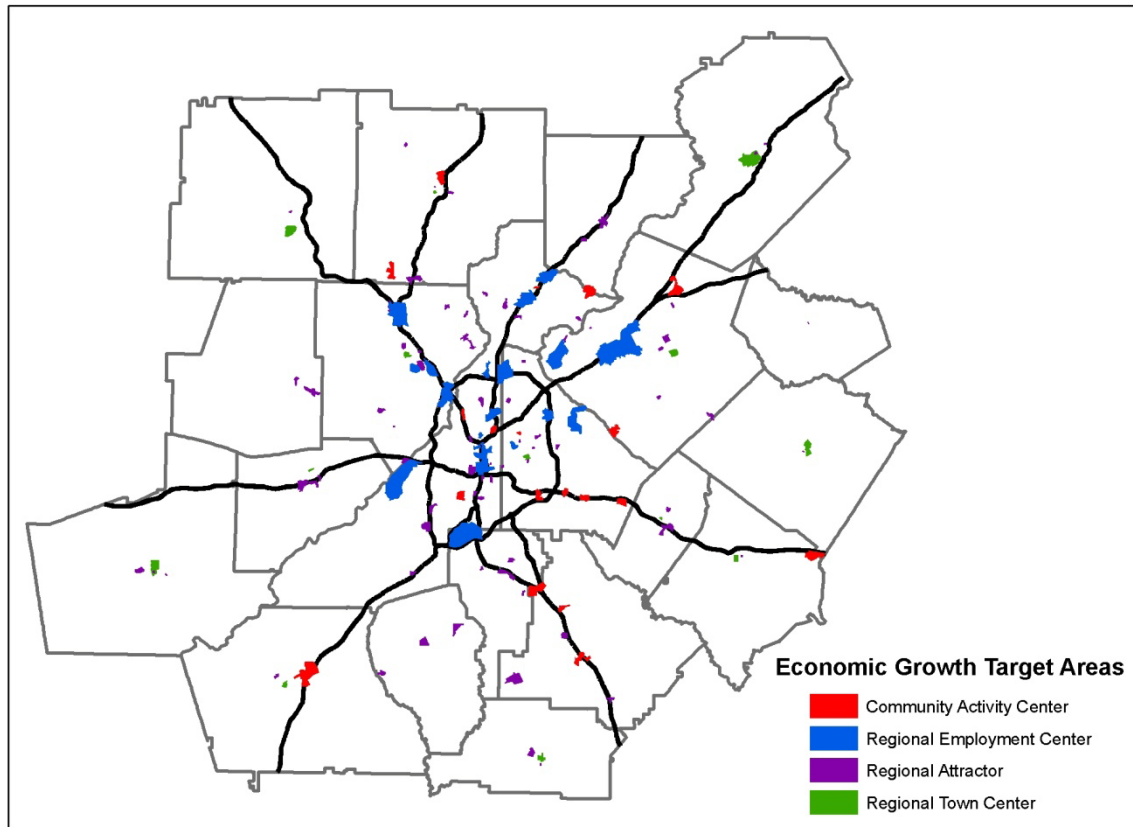 Economic Growth Target Areas
Community Activity Center
Regional Employment Center
Regional Attractor
Regional Town Center